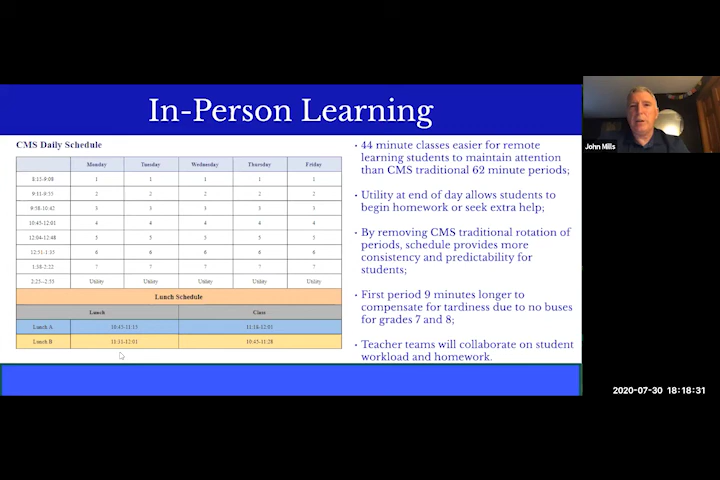 In-Person Learning
CMS Daily Schedule
Monday Tuesday Wednesday Thursday Friday
8:15-9:08 1 1 1 1 1
9:11-9:55 2 2 2 2 2
9:58-10:42 3 3 3 3 3
10:45-12:01 4 4 4 4 4
12:04-12:48 5 5 5 5 5
12:51-1:35 6 6 6 6 6
1:38-2:22 7 7 7 7 7
2:25-2:55 Utility Utility Utility Utility Utility
Lunch Schedule
Lunch Class
Lunch A 10:45-11:15 11:18-12:01
Lunch B 11:31-12:01 10:45-11:28
• 44 minute classes easier for remote
learning students to maintain attention
than CMS traditional 62 minute periods;
• Utility at end of day allows students to
begin homework or seek extra help;
• By removing CMS traditional rotation of
periods, schedule provides more
consistency and predictability for
students;
• First period 9 minutes longer to
compensate for tardiness due to no buses
for grades 7 and 8;
• Teacher teams will collaborate on student
workload and homework.
John Mills
2020-07-30 18:18:31